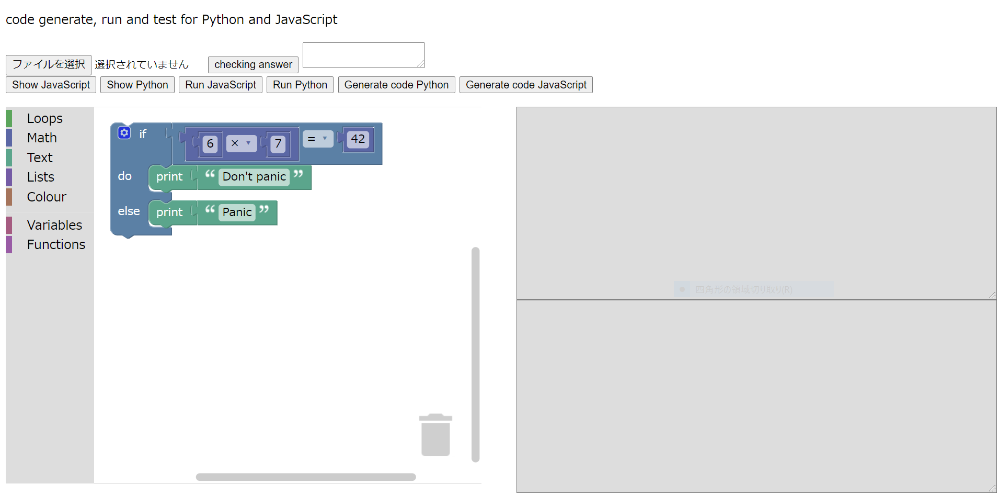 code generate, run and test for Python and JavaScript
ファイルを選択 選択されていません checking answer
Show JavaScript Show Python Run JavaScript Run Python Generate code Python Generate code JavaScript
Loops
Math
Text
Lists
Colour
Variables
Functions
if 6 × 7 = 42
do print “ Don't panic ”
else print “ Panic ”
四角形の領域切り取り(R)